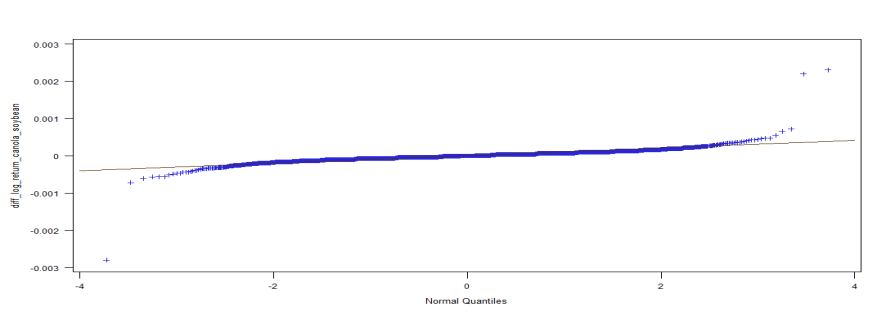 0.003
0.002
0.001
0
-0.001
-0.002
-0.003
diff_log_return_canola_soybean
-4 -2 0 2 4
Normal Quantiles